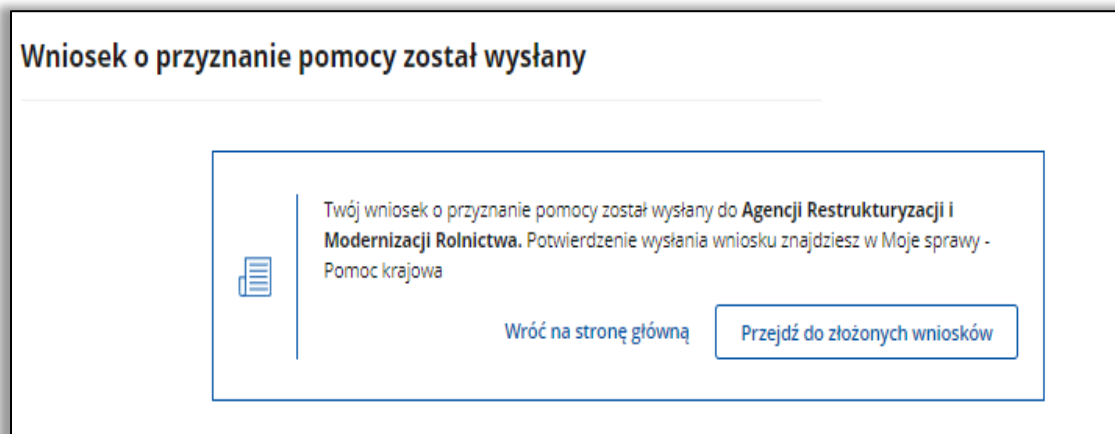 Wniosek o przyznanie pomocy został wysłany
Twój wniosek o przyznanie pomocy został wysłany do Agencji Restrukturyzacji i
Modernizacji Rolnictwa. Potwierdzenie wysłania wniosku znajdziesz w Moje sprawy -
Pomoc krajowa
Wróć na stronę główną Przejdź do złożonych wniosków